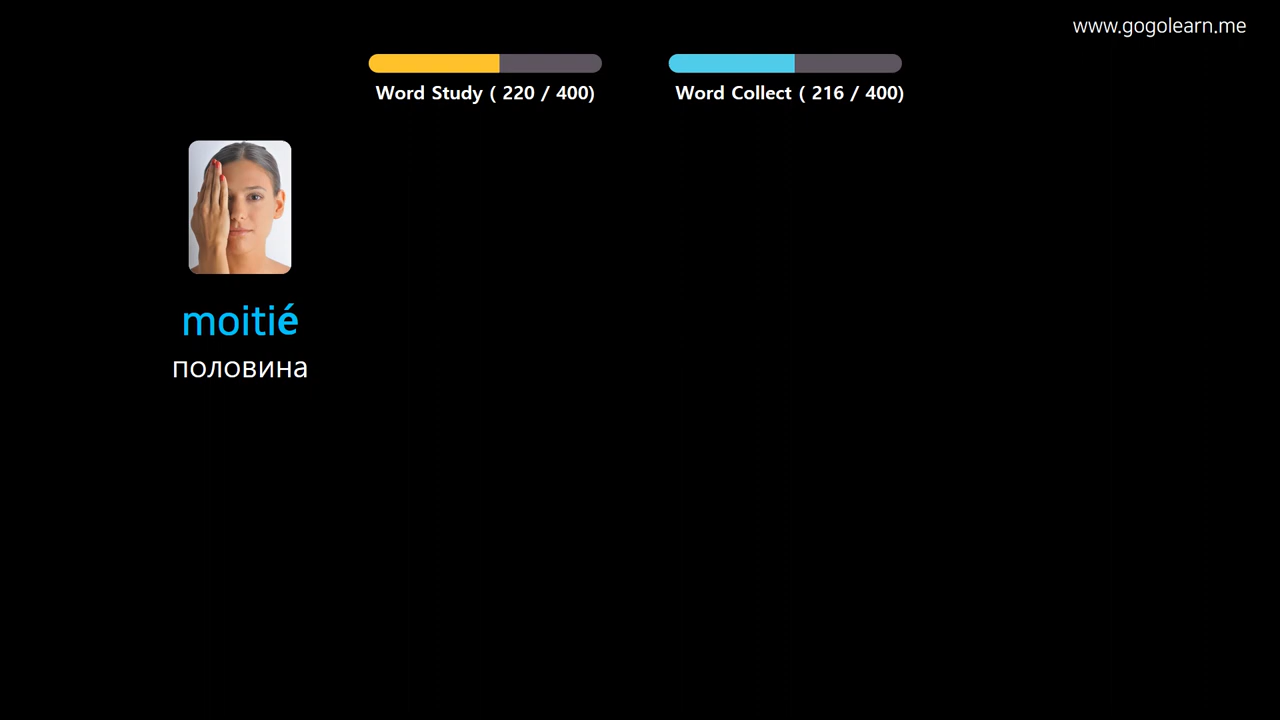 www.gogolearn.me
Word Study ( 220 / 400)
Word Collect ( 216 / 400)
moitié
половина